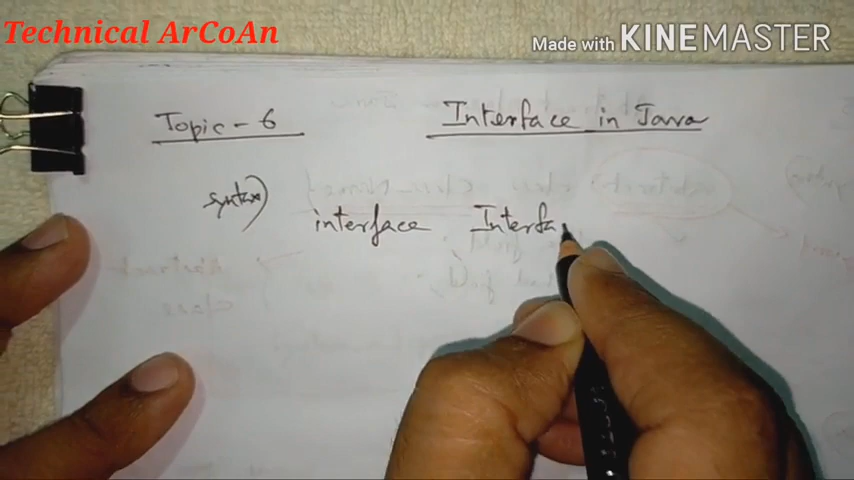 Technical ArCoAn
Made with KINEMASTER
Topic - 6 Interface in Java
syntax)
interface Interfa